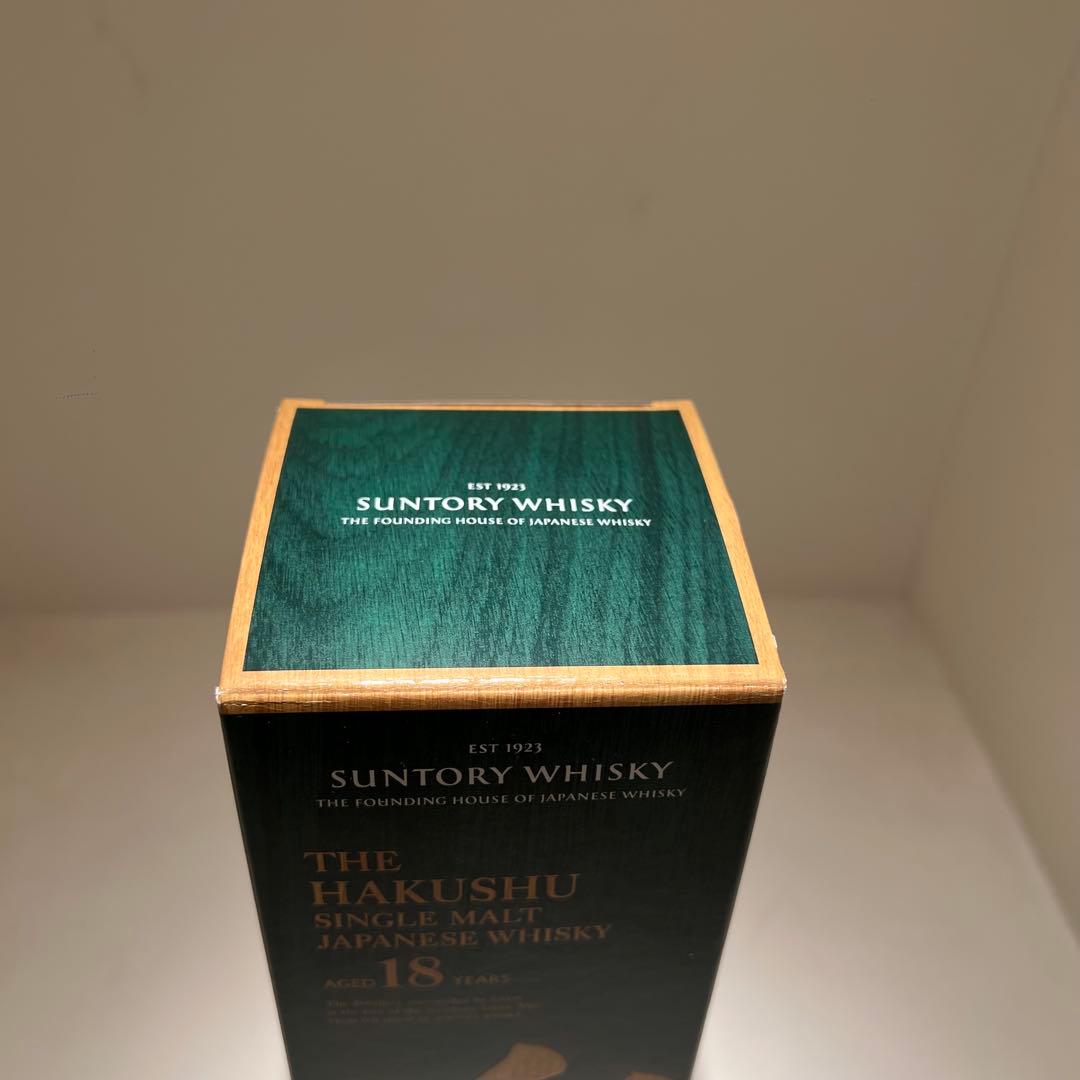 EST 1923
SUNTORY WHISKY
THE FOUNDING HOUSE OF JAPANESE WHISKY
EST 1923
SUNTORY WHISKY
THE FOUNDING HOUSE OF JAPANESE WHISKY
THE
HAKUSHU
SINGLE MALT
JAPANESE WHISKY
AGED 18 YEARS